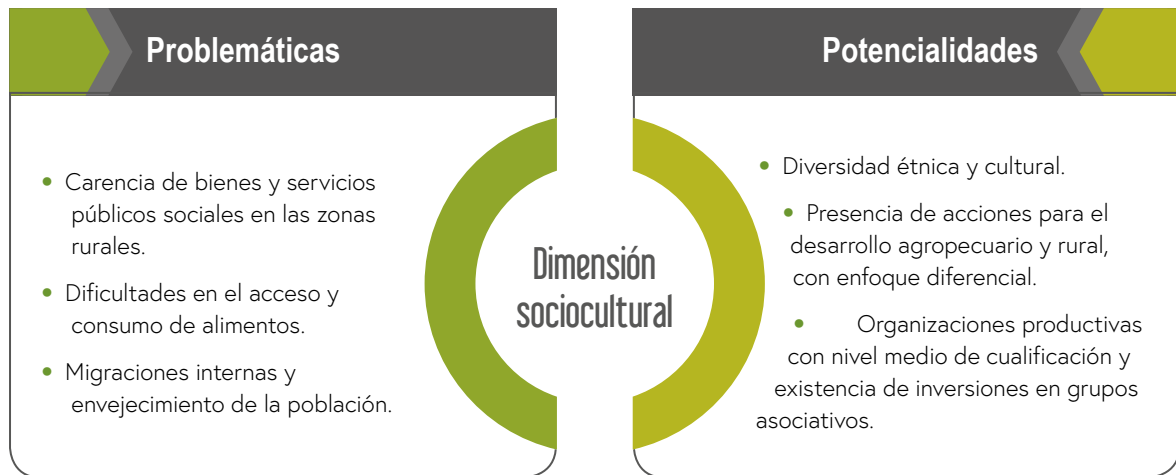 Problemáticas
• Carencia de bienes y servicios
públicos sociales en las zonas
rurales.
• Dificultades en el acceso y
consumo de alimentos.
• Migraciones internas y
envejecimiento de la población.
Dimensión
sociocultural
Potencialidades
• Diversidad étnica y cultural.
• Presencia de acciones para el
desarrollo agropecuario y rural,
con enfoque diferencial.
• Organizaciones productivas
con nivel medio de cualificación y
existencia de inversiones en grupos
asociativos.